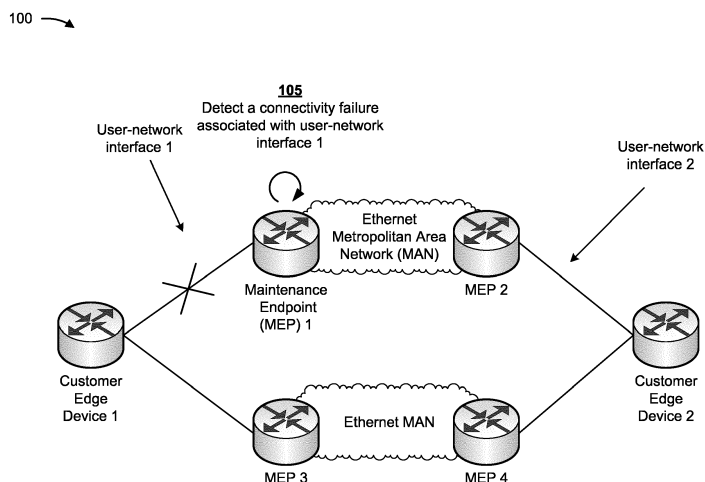 100
105
Detect a connectivity failure
associated with user-network
interface 1
User-network
interface 1
User-network
interface 2
Ethernet
Metropolitan Area
Network (MAN)
Maintenance
Endpoint
(MEP) 1
MEP 2
Customer
Edge
Device 1
Customer
Edge
Device 2
Ethernet MAN
MEP 3
MEP 4